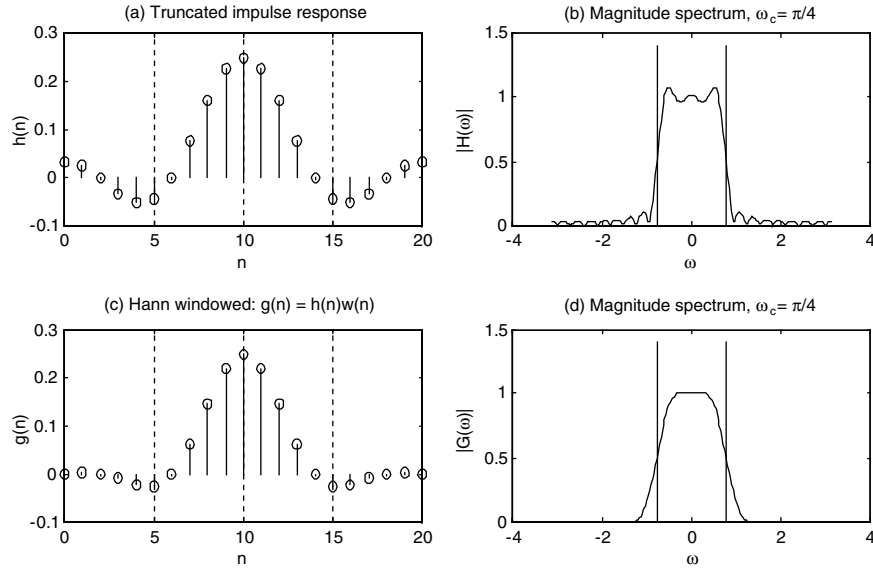 (a) Truncated impulse response
0.3
0.2
0.1
0
-0.1
h(n)
0 5 10 15 20
n
(b) Magnitude spectrum, ω_c = π/4
1.5
1
0.5
0
|H(ω)|
-4 -2 0 2 4
ω
(c) Hann windowed: g(n) = h(n)w(n)
0.3
0.2
0.1
0
-0.1
g(n)
0 5 10 15 20
n
(d) Magnitude spectrum, ω_c = π/4
1.5
1
0.5
0
|G(ω)|
-4 -2 0 2 4
ω